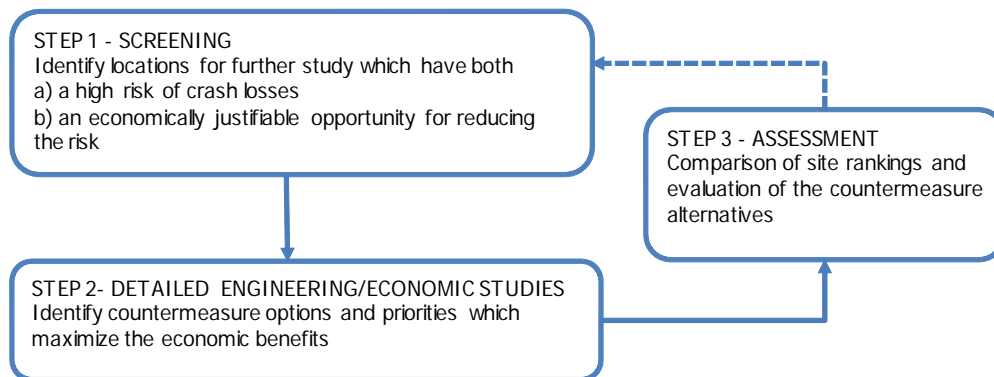 STEP 1 - SCREENING
Identify locations for further study which have both
a) a high risk of crash losses
b) an economically justifiable opportunity for reducing
the risk
STEP 2- DETAILED ENGINEERING/ECONOMIC STUDIES
Identify countermeasure options and priorities which
maximize the economic benefits
STEP 3 - ASSESSMENT
Comparison of site rankings and
evaluation of the countermeasure
alternatives